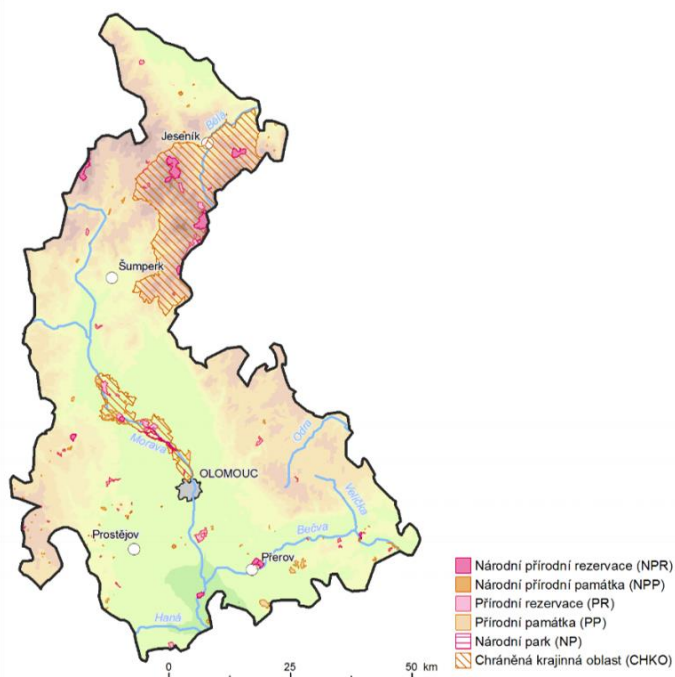 Bělá
Jeseník
Šumperk
Morava
Odra
OLOMOUC
Velička
Prostějov
Bečva
Přerov
Haná
Národní přírodní rezervace (NPR)
Národní přírodní památka (NPP)
Přírodní rezervace (PR)
Přírodní památka (PP)
Národní park (NP)
Chráněná krajinná oblast (CHKO)
0 25 50 km